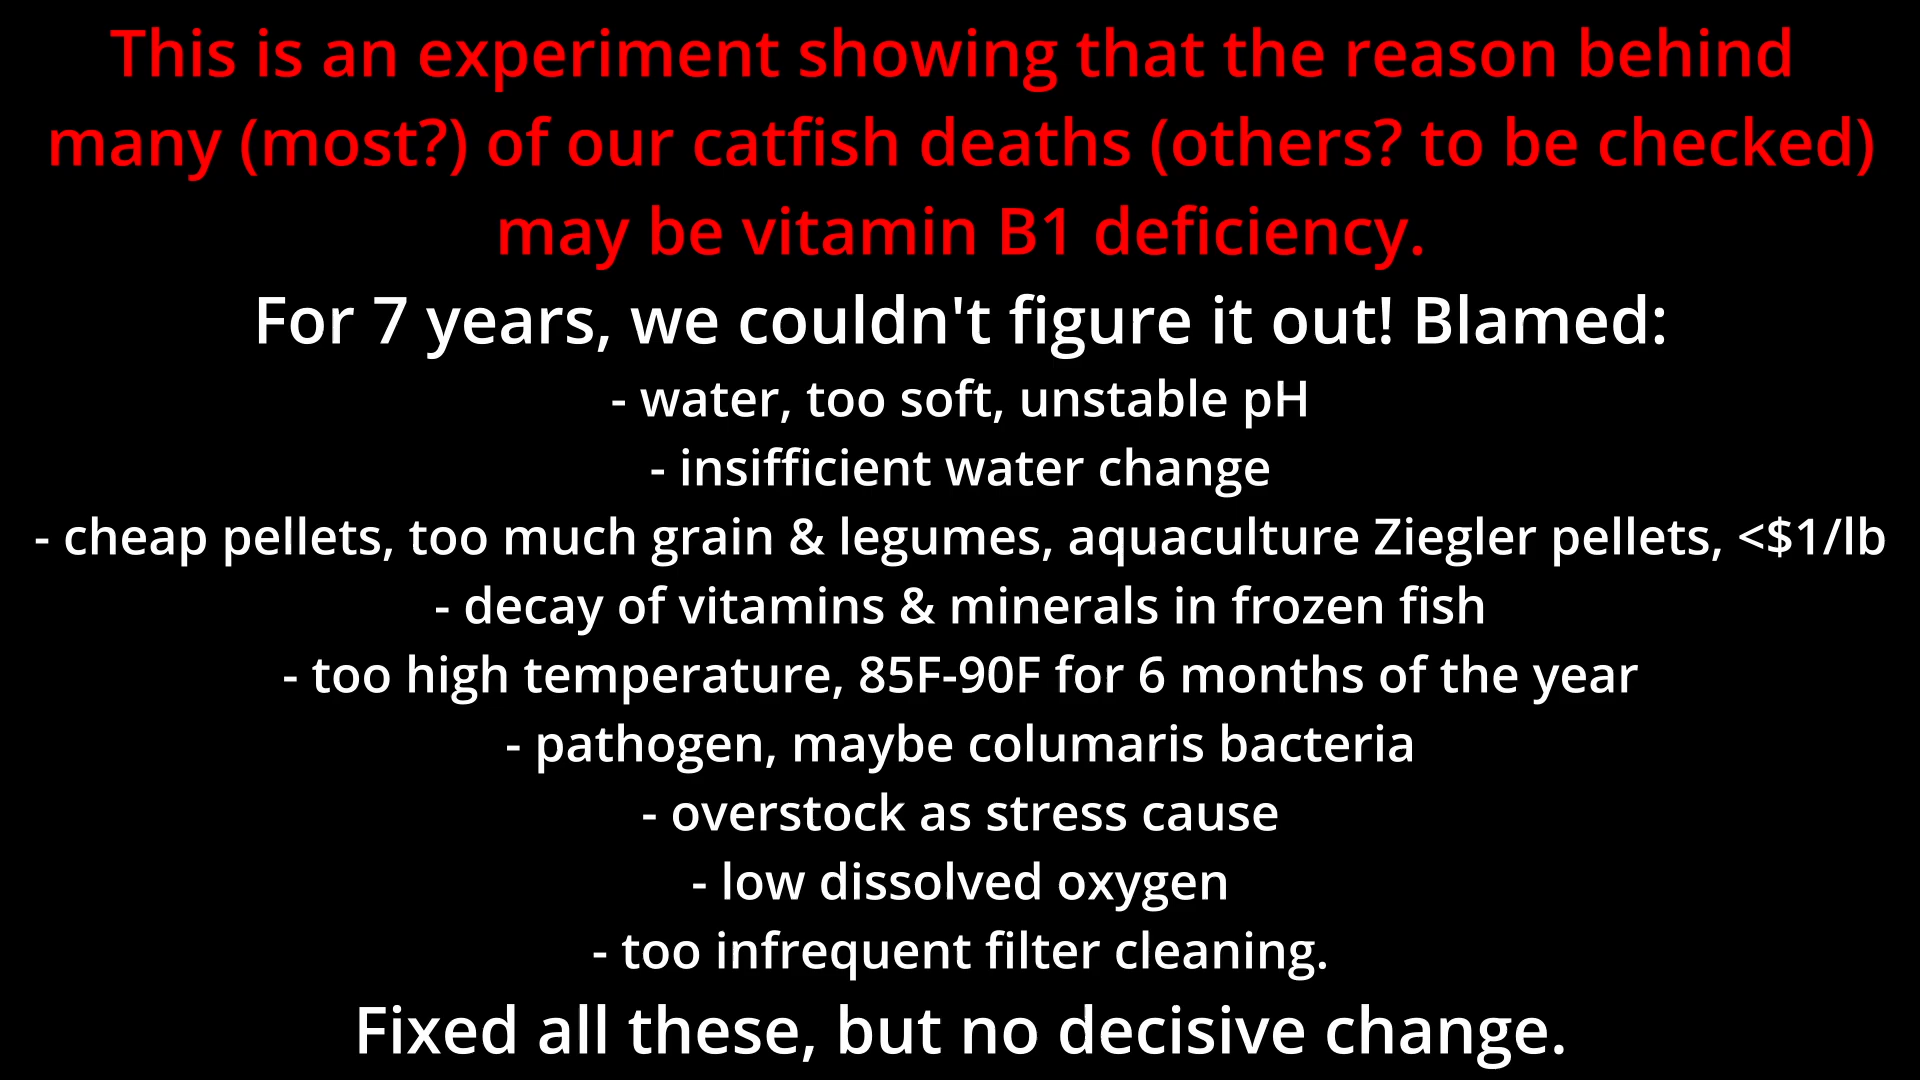 This is an experiment showing that the reason behind
many (most?) of our catfish deaths (others? to be checked)
may be vitamin B1 deficiency.
For 7 years, we couldn't figure it out! Blamed:
- water, too soft, unstable pH
- insifficient water change
- cheap pellets, too much grain & legumes, aquaculture Ziegler pellets, <$1/lb
- decay of vitamins & minerals in frozen fish
- too high temperature, 85F-90F for 6 months of the year
- pathogen, maybe columaris bacteria
- overstock as stress cause
- low dissolved oxygen
- too infrequent filter cleaning.
Fixed all these, but no decisive change.